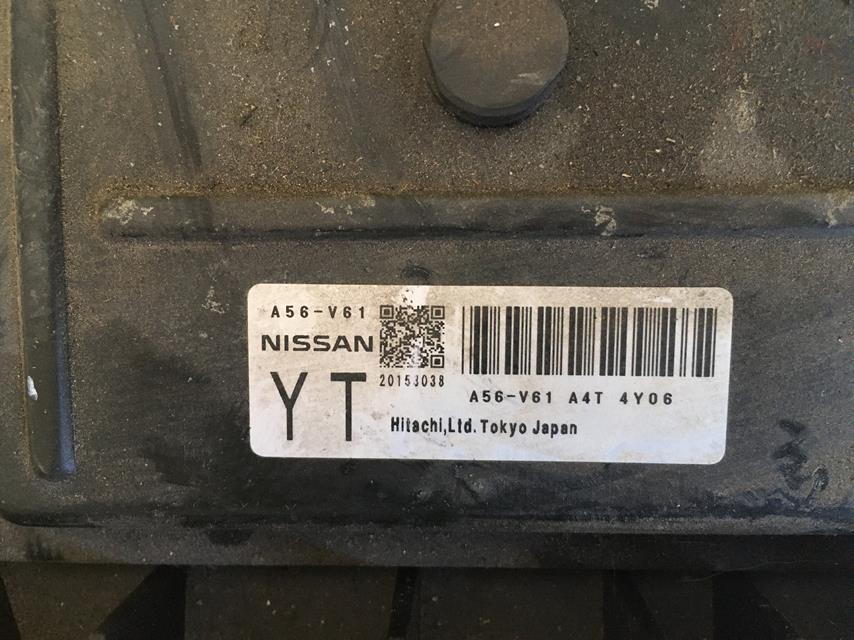 A56-V61
NISSAN
YT
20153038
A56-V61 A4T 4Y06
Hitachi,Ltd. Tokyo Japan